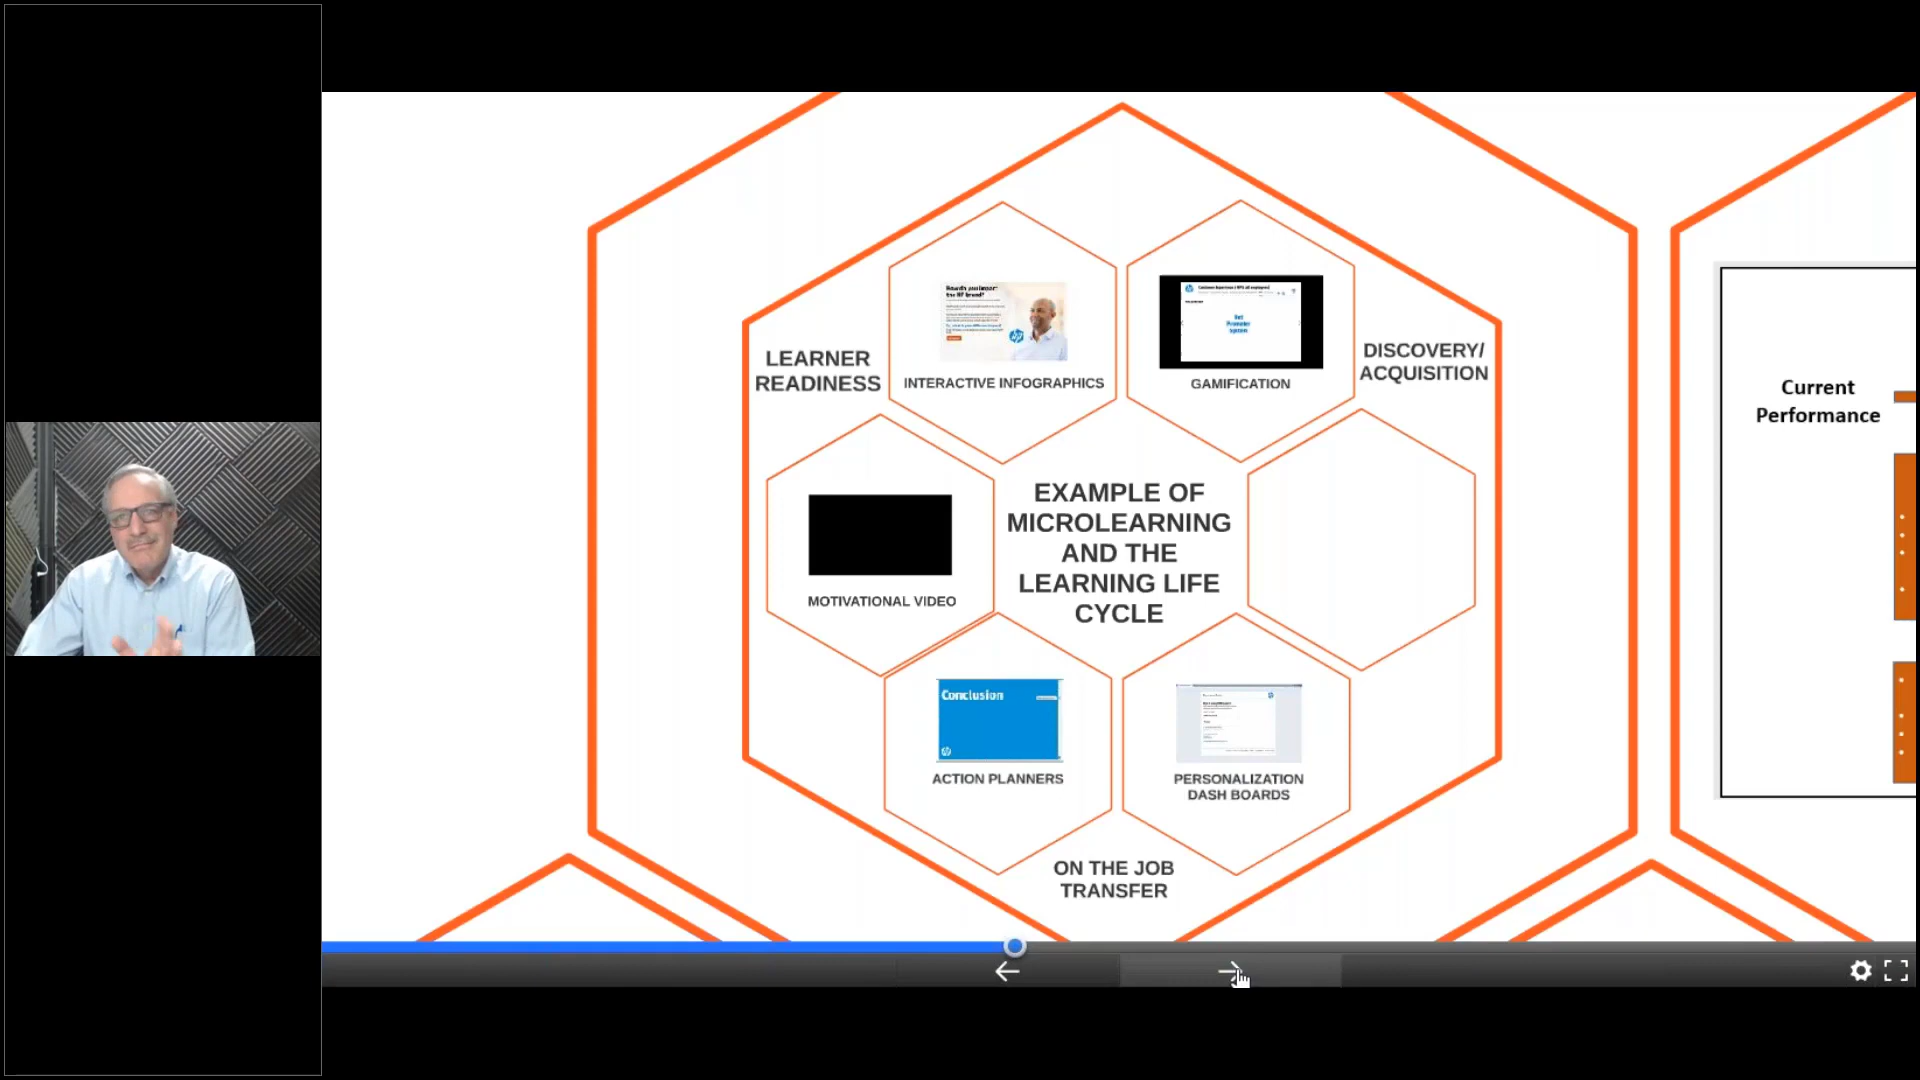 LEARNER
READINESS
INTERACTIVE INFOGRAPHICS
GAMIFICATION
DISCOVERY/
ACQUISITION
MOTIVATIONAL VIDEO
EXAMPLE OF
MICROLEARNING
AND THE
LEARNING LIFE
CYCLE
Conclusion
ACTION PLANNERS
PERSONALIZATION
DASH BOARDS
ON THE JOB
TRANSFER
Current
Performance